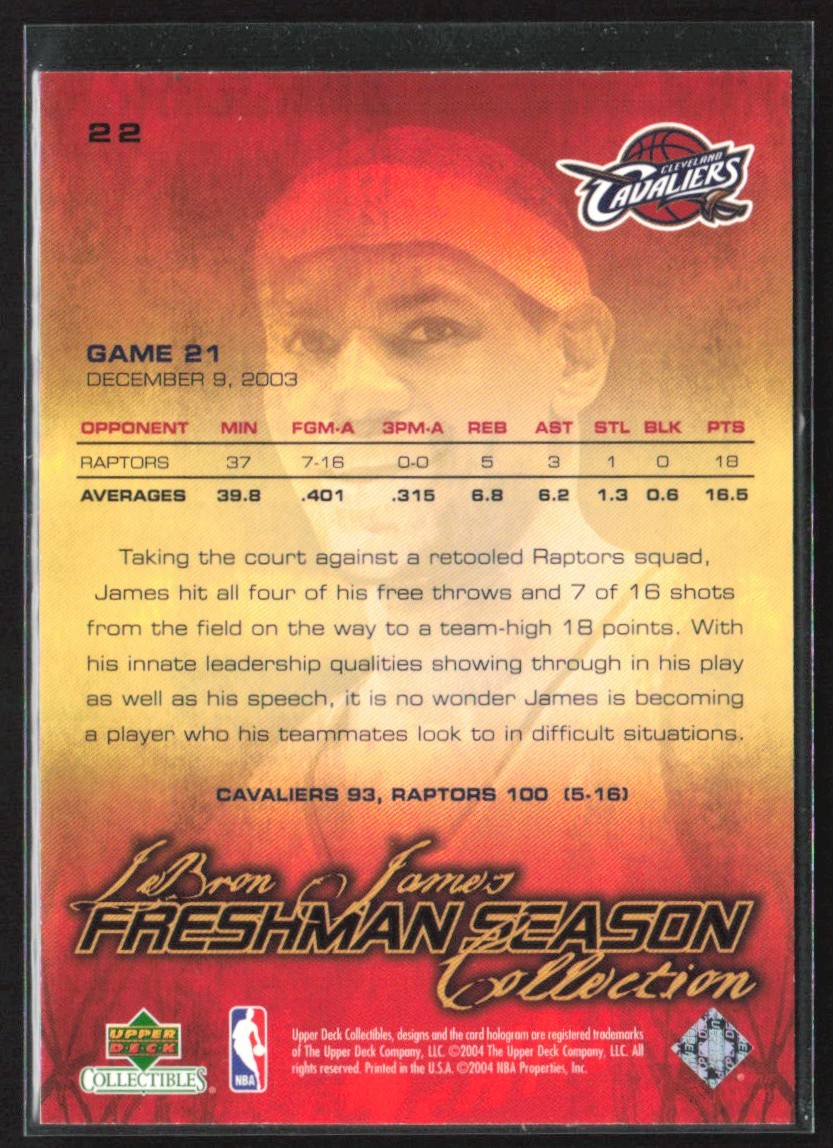 22
CLEVELAND
CAVALIERS
GAME 21
DECEMBER 9, 2003
OPPONENT MIN FGM-A 3PM-A REB AST STL BLK PTS
RAPTORS 37 7-16 0-0 5 3 1 0 18
AVERAGES 39.8 .401 .315 6.8 6.2 1.3 0.6 16.5
Taking the court against a retooled Raptors squad,
James hit all four of his free throws and 7 of 16 shots
from the field on the way to a team-high 18 points. With
his innate leadership qualities showing through in his play
as well as his speech, it is no wonder James is becoming
a player who his teammates look to in difficult situations.
CAVALIERS 93, RAPTORS 100 (5-16)
LeBron James
FRESHMAN SEASON
Collection
UPPER
DECK
COLLECTIBLES®
NBA
Upper Deck Collectibles, designs and the card hologram are registered trademarks
of The Upper Deck Company, LLC. ©2004 The Upper Deck Company, LLC. All
rights reserved. Printed in the U.S.A. ©2004 NBA Properties, Inc.